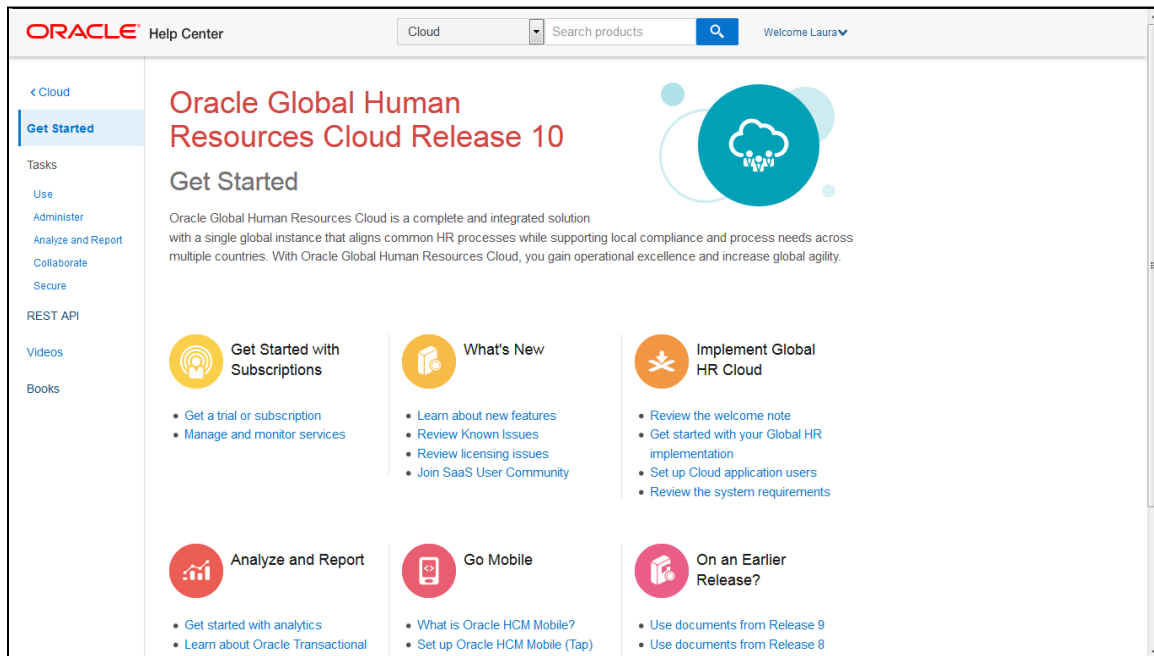 ORACLE Help Center
Cloud
Search products
Welcome Laura
Cloud
Get Started
Tasks
Use
Administer
Analyze and Report
Collaborate
Secure
REST API
Videos
Books
Oracle Global Human
Resources Cloud Release 10
Get Started
Oracle Global Human Resources Cloud is a complete and integrated solution
with a single global instance that aligns common HR processes while supporting local compliance and process needs across
multiple countries. With Oracle Global Human Resources Cloud, you gain operational excellence and increase global agility.
Get Started with
Subscriptions
Get a trial or subscription
Manage and monitor services
What's New
Learn about new features
Review Known Issues
Review licensing issues
Join SaaS User Community
Implement Global
HR Cloud
Review the welcome note
Get started with your Global HR
implementation
Set up Cloud application users
Review the system requirements
Analyze and Report
Get started with analytics
Learn about Oracle Transactional
Go Mobile
What is Oracle HCM Mobile?
Set up Oracle HCM Mobile (Tap)
On an Earlier
Release?
Use documents from Release 9
Use documents from Release 8